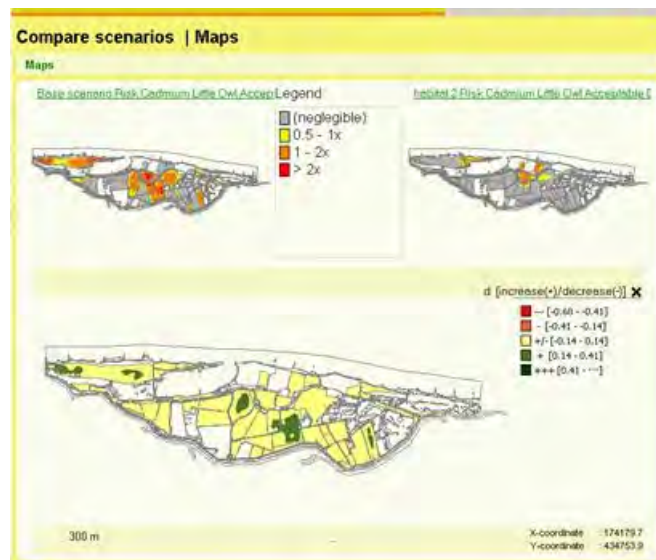 Compare scenarios | Maps
Maps
Base scenario Risk Cadmium Little Owl Accep
Legend
habitat 2 Risk Cadmium Little Owl Acceptable D
(neglegible)
0.5 - 1x
1 - 2x
> 2x
d [increase(+)/decrease(-)] X
-- [-0.60 - -0.41]
- [-0.41 - -0.14]
+/- [-0.14 - 0.14]
+ [0.14 - 0.41]
+++ [0.41 - ---]
300 m
X-coordinate : 174179.7
Y-coordinate : 434753.9